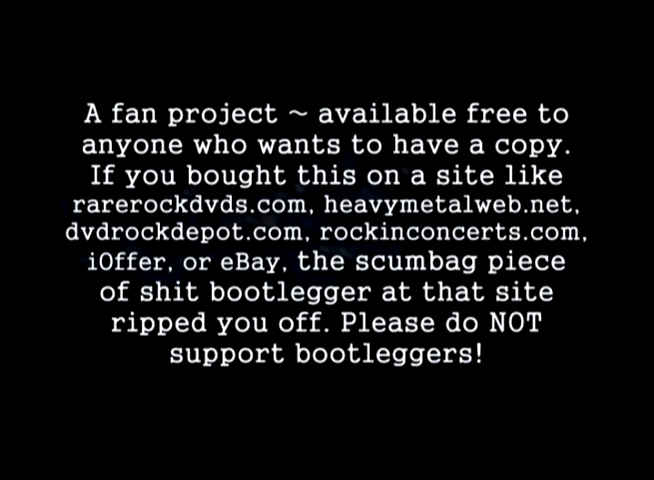 A fan project ~ available free to
anyone who wants to have a copy.
If you bought this on a site like
rarerockdvds.com, heavymetalweb.net,
dvdrockdepot.com, rockinconcerts.com,
iOffer, or eBay, the scumbag piece
of shit bootlegger at that site
ripped you off. Please do NOT
support bootleggers!